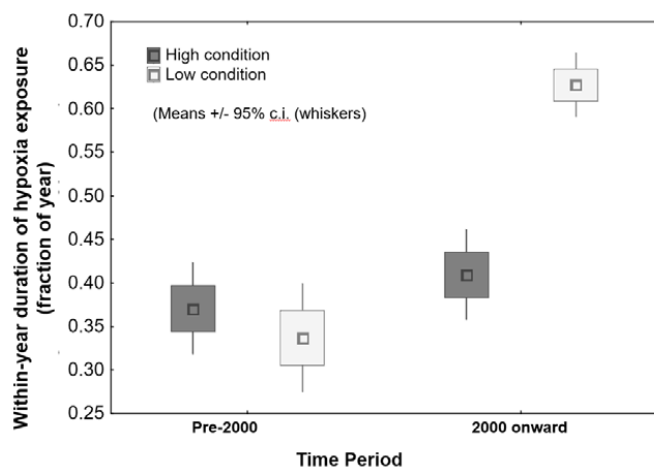 0.70
0.65
0.60
0.55
0.50
0.45
0.40
0.35
0.30
0.25
Within-year duration of hypoxia exposure
(fraction of year)
High condition
Low condition
(Means +/- 95% c.i. (whiskers)
Pre-2000
2000 onward
Time Period